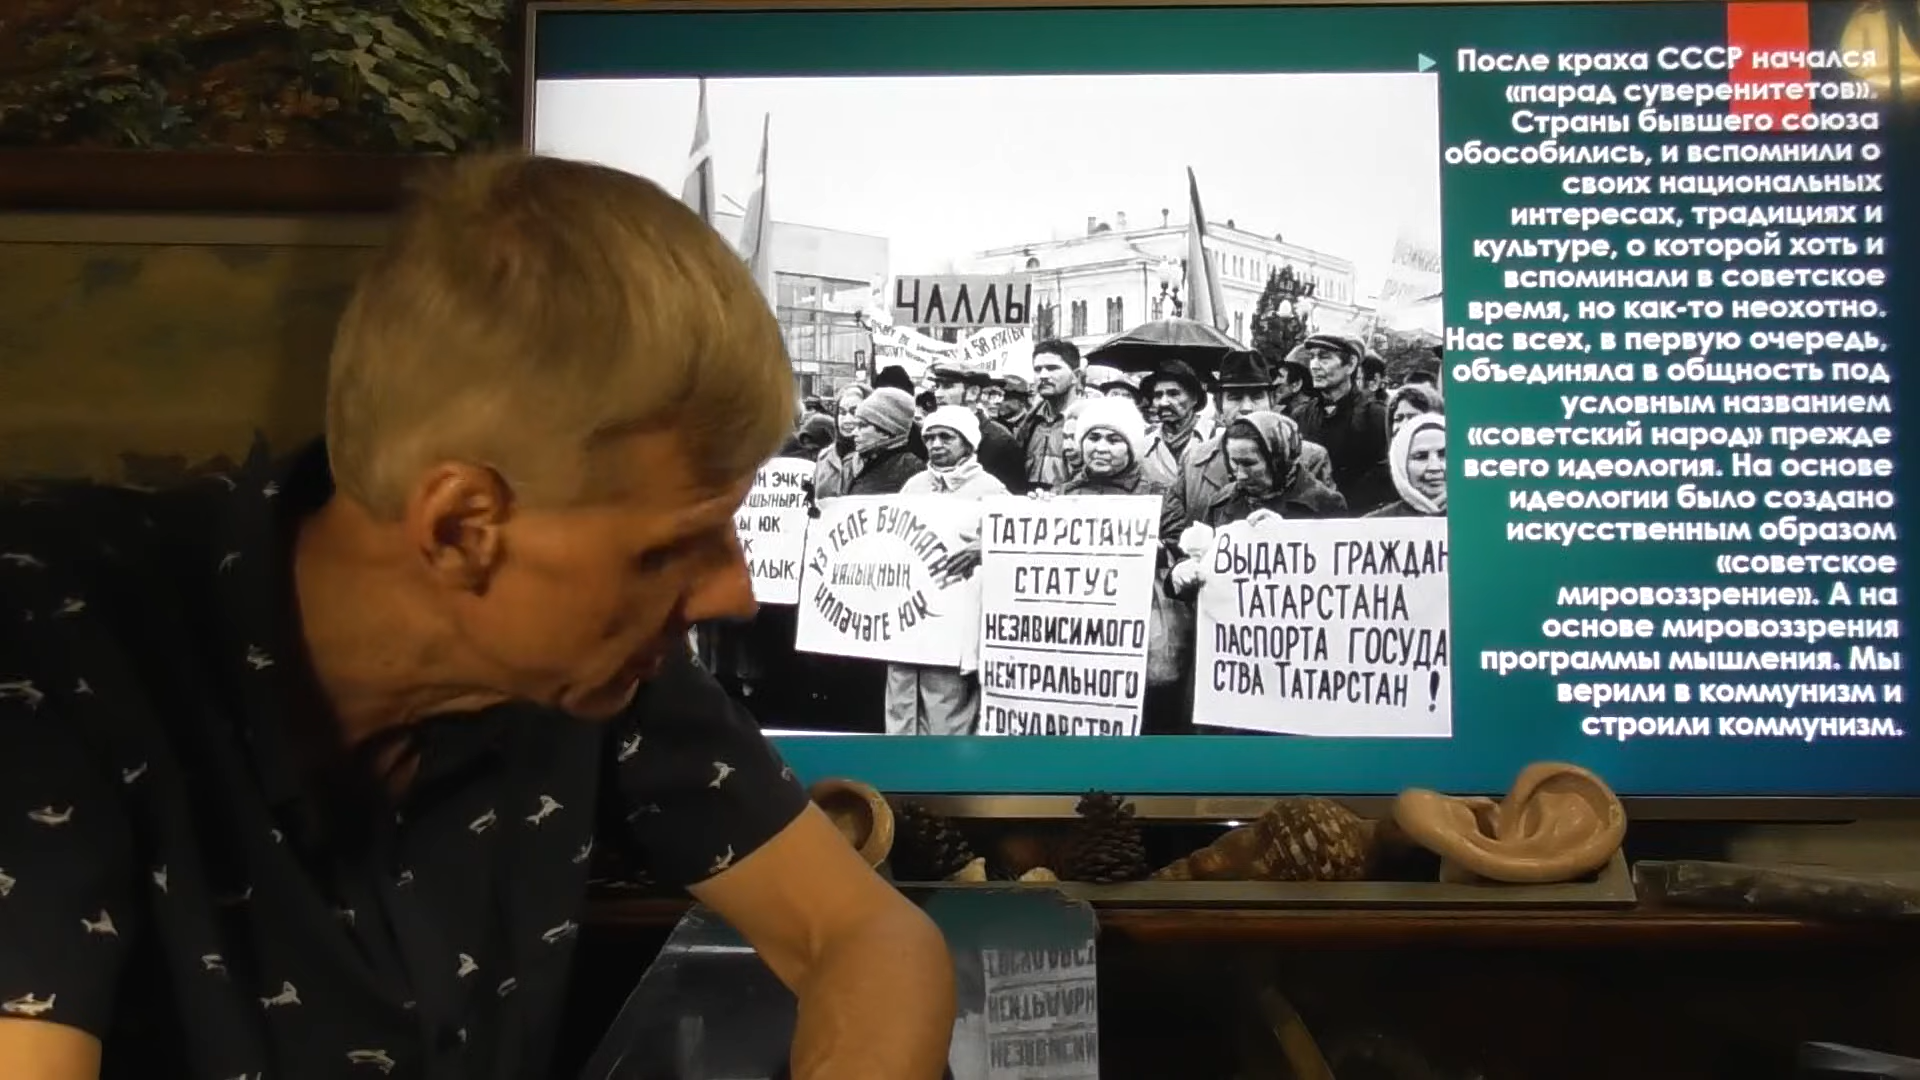 После краха СССР начался
«парад суверенитетов».
Страны бывшего союза
обособились, и вспомнили о
своих национальных
интересах, традициях и
культуре, о которой хоть и
вспоминали в советское
время, но как-то неохотно.
Нас всех, в первую очередь,
объединяла в общность под
условным названием
«советский народ» прежде
всего идеология. На основе
идеологии было создано
искусственным образом
«советское
мировоззрение». А на
основе мировоззрения
программы мышления. Мы
верили в коммунизм и
строили коммунизм.
ЧАЛЛЫ
ЮК
ҮЗ ТЕЛЕ БУЛМАГАН
ХАЛЫКНЫҢ
КИЛӘЧӘГЕ ЮК
ТАТАРСТАНУ-
СТАТУС
НЕЗАВИСИМОГО
НЕЙТРАЛЬНОГО
ГОСУДАРСТВА!
ВЫДАТЬ ГРАЖДАН
ТАТАРСТАНА
ПАСПОРТА ГОСУДА
СТВА ТАТАРСТАН!